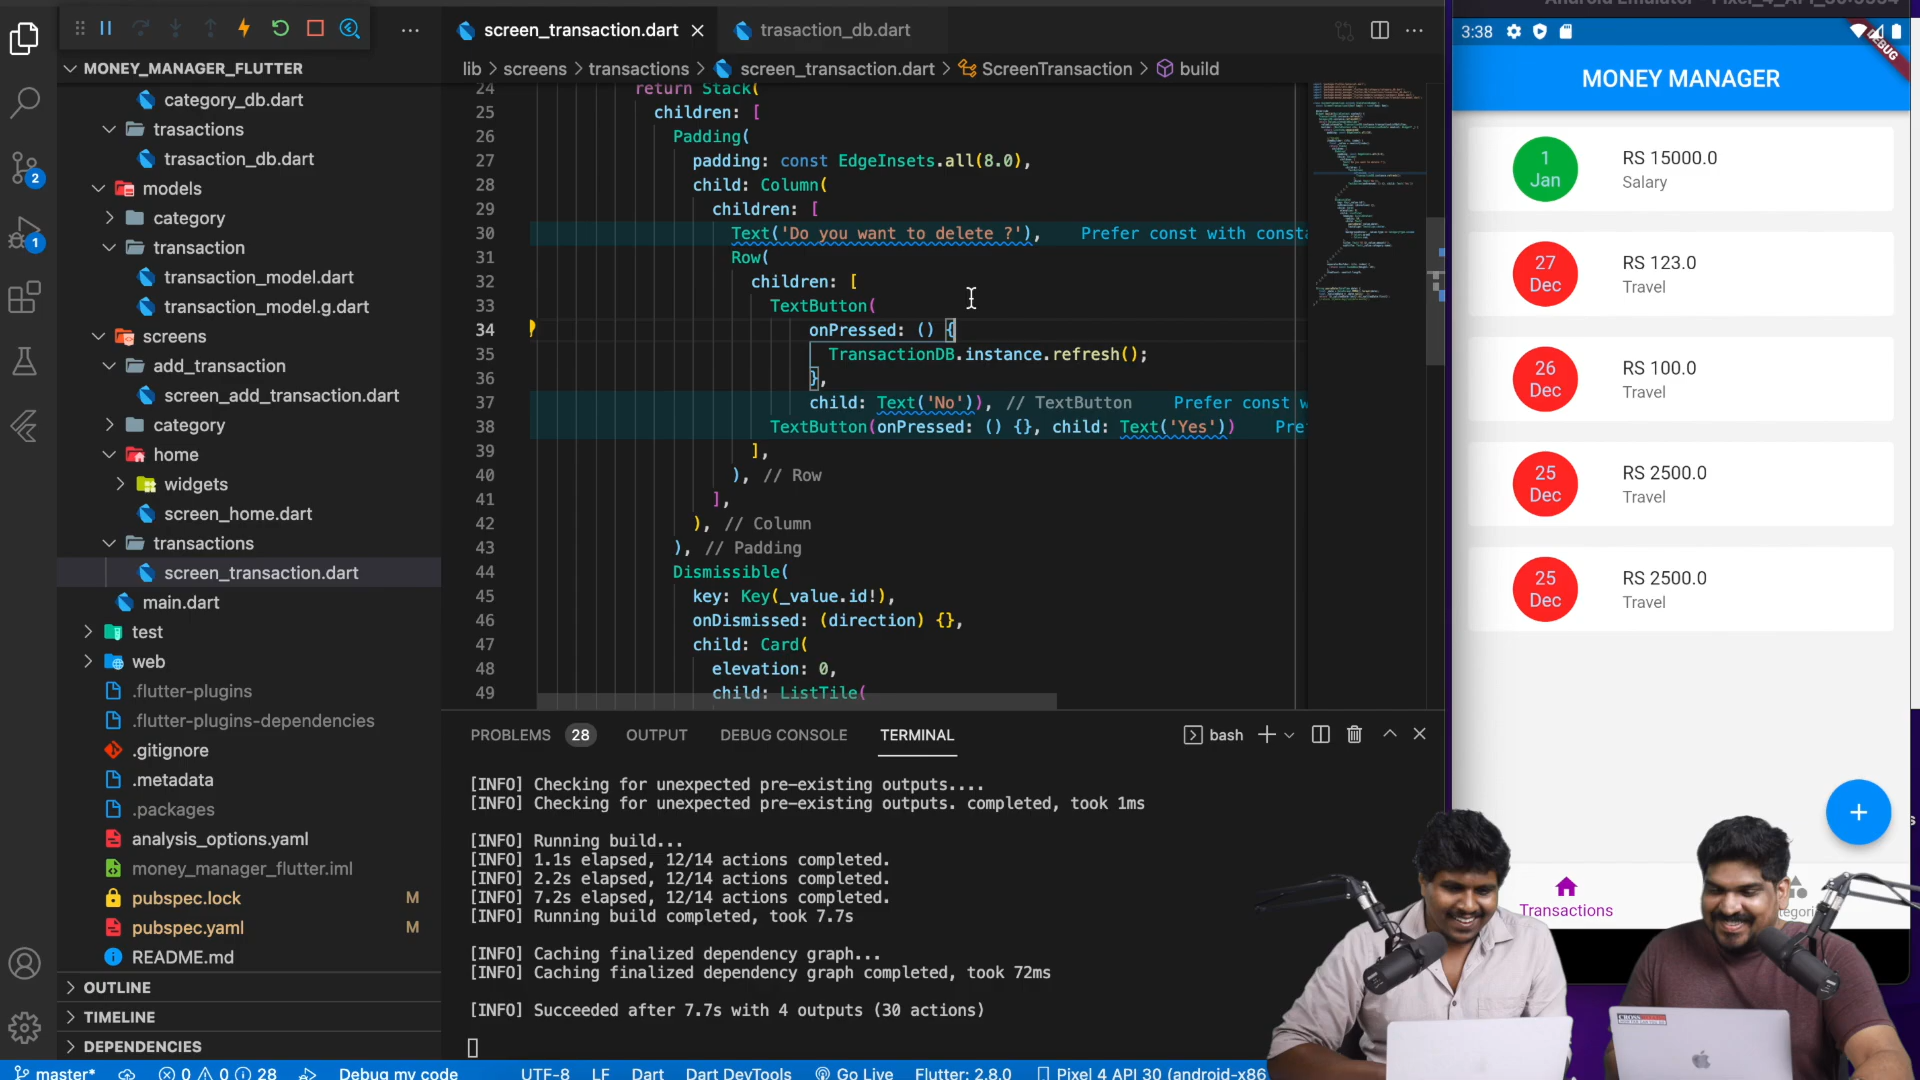 MONEY_MANAGER_FLUTTER
category_db.dart
trasactions
trasaction_db.dart
models
category
transaction
transaction_model.dart
transaction_model.g.dart
screens
add_transaction
screen_add_transaction.dart
category
home
widgets
screen_home.dart
transactions
screen_transaction.dart
main.dart
test
web
.flutter-plugins
.flutter-plugins-dependencies
.gitignore
.metadata
.packages
analysis_options.yaml
money_manager_flutter.iml
pubspec.lock M
pubspec.yaml M
README.md
OUTLINE
TIMELINE
DEPENDENCIES
2
1
screen_transaction.dart
trasaction_db.dart
lib > screens > transactions > screen_transaction.dart > ScreenTransaction > build
24 return Stack(
25 children: [
26 Padding(
27 padding: const EdgeInsets.all(8.0),
28 child: Column(
29 children: [
30 Text('Do you want to delete ?'), Prefer const with consta
31 Row(
32 children: [
33 TextButton(
34 onPressed: () {
35 TransactionDB.instance.refresh();
36 },
37 child: Text('No')), // TextButton Prefer const w
38 TextButton(onPressed: () {}, child: Text('Yes')) Pre
39 ],
40 ), // Row
41 ],
42 ), // Column
43 ), // Padding
44 Dismissible(
45 key: Key(_value.id!),
46 onDismissed: (direction) {},
47 child: Card(
48 elevation: 0,
49 child: ListTile(
PROBLEMS 28 OUTPUT DEBUG CONSOLE TERMINAL bash
[INFO] Checking for unexpected pre-existing outputs....
[INFO] Checking for unexpected pre-existing outputs. completed, took 1ms
[INFO] Running build...
[INFO] 1.1s elapsed, 12/14 actions completed.
[INFO] 2.2s elapsed, 12/14 actions completed.
[INFO] 7.2s elapsed, 12/14 actions completed.
[INFO] Running build completed, took 7.7s
[INFO] Caching finalized dependency graph...
[INFO] Caching finalized dependency graph completed, took 72ms
[INFO] Succeeded after 7.7s with 4 outputs (30 actions)
master* 0 0 28 Debug my code UTF-8 LF Dart Dart DevTools Go Live Flutter: 2.8.0 Pixel 4 API 30 (android-x86
3:38
DEBUG
MONEY MANAGER
1
Jan
RS 15000.0
Salary
27
Dec
RS 123.0
Travel
26
Dec
RS 100.0
Travel
25
Dec
RS 2500.0
Travel
25
Dec
RS 2500.0
Travel
+
Transactions